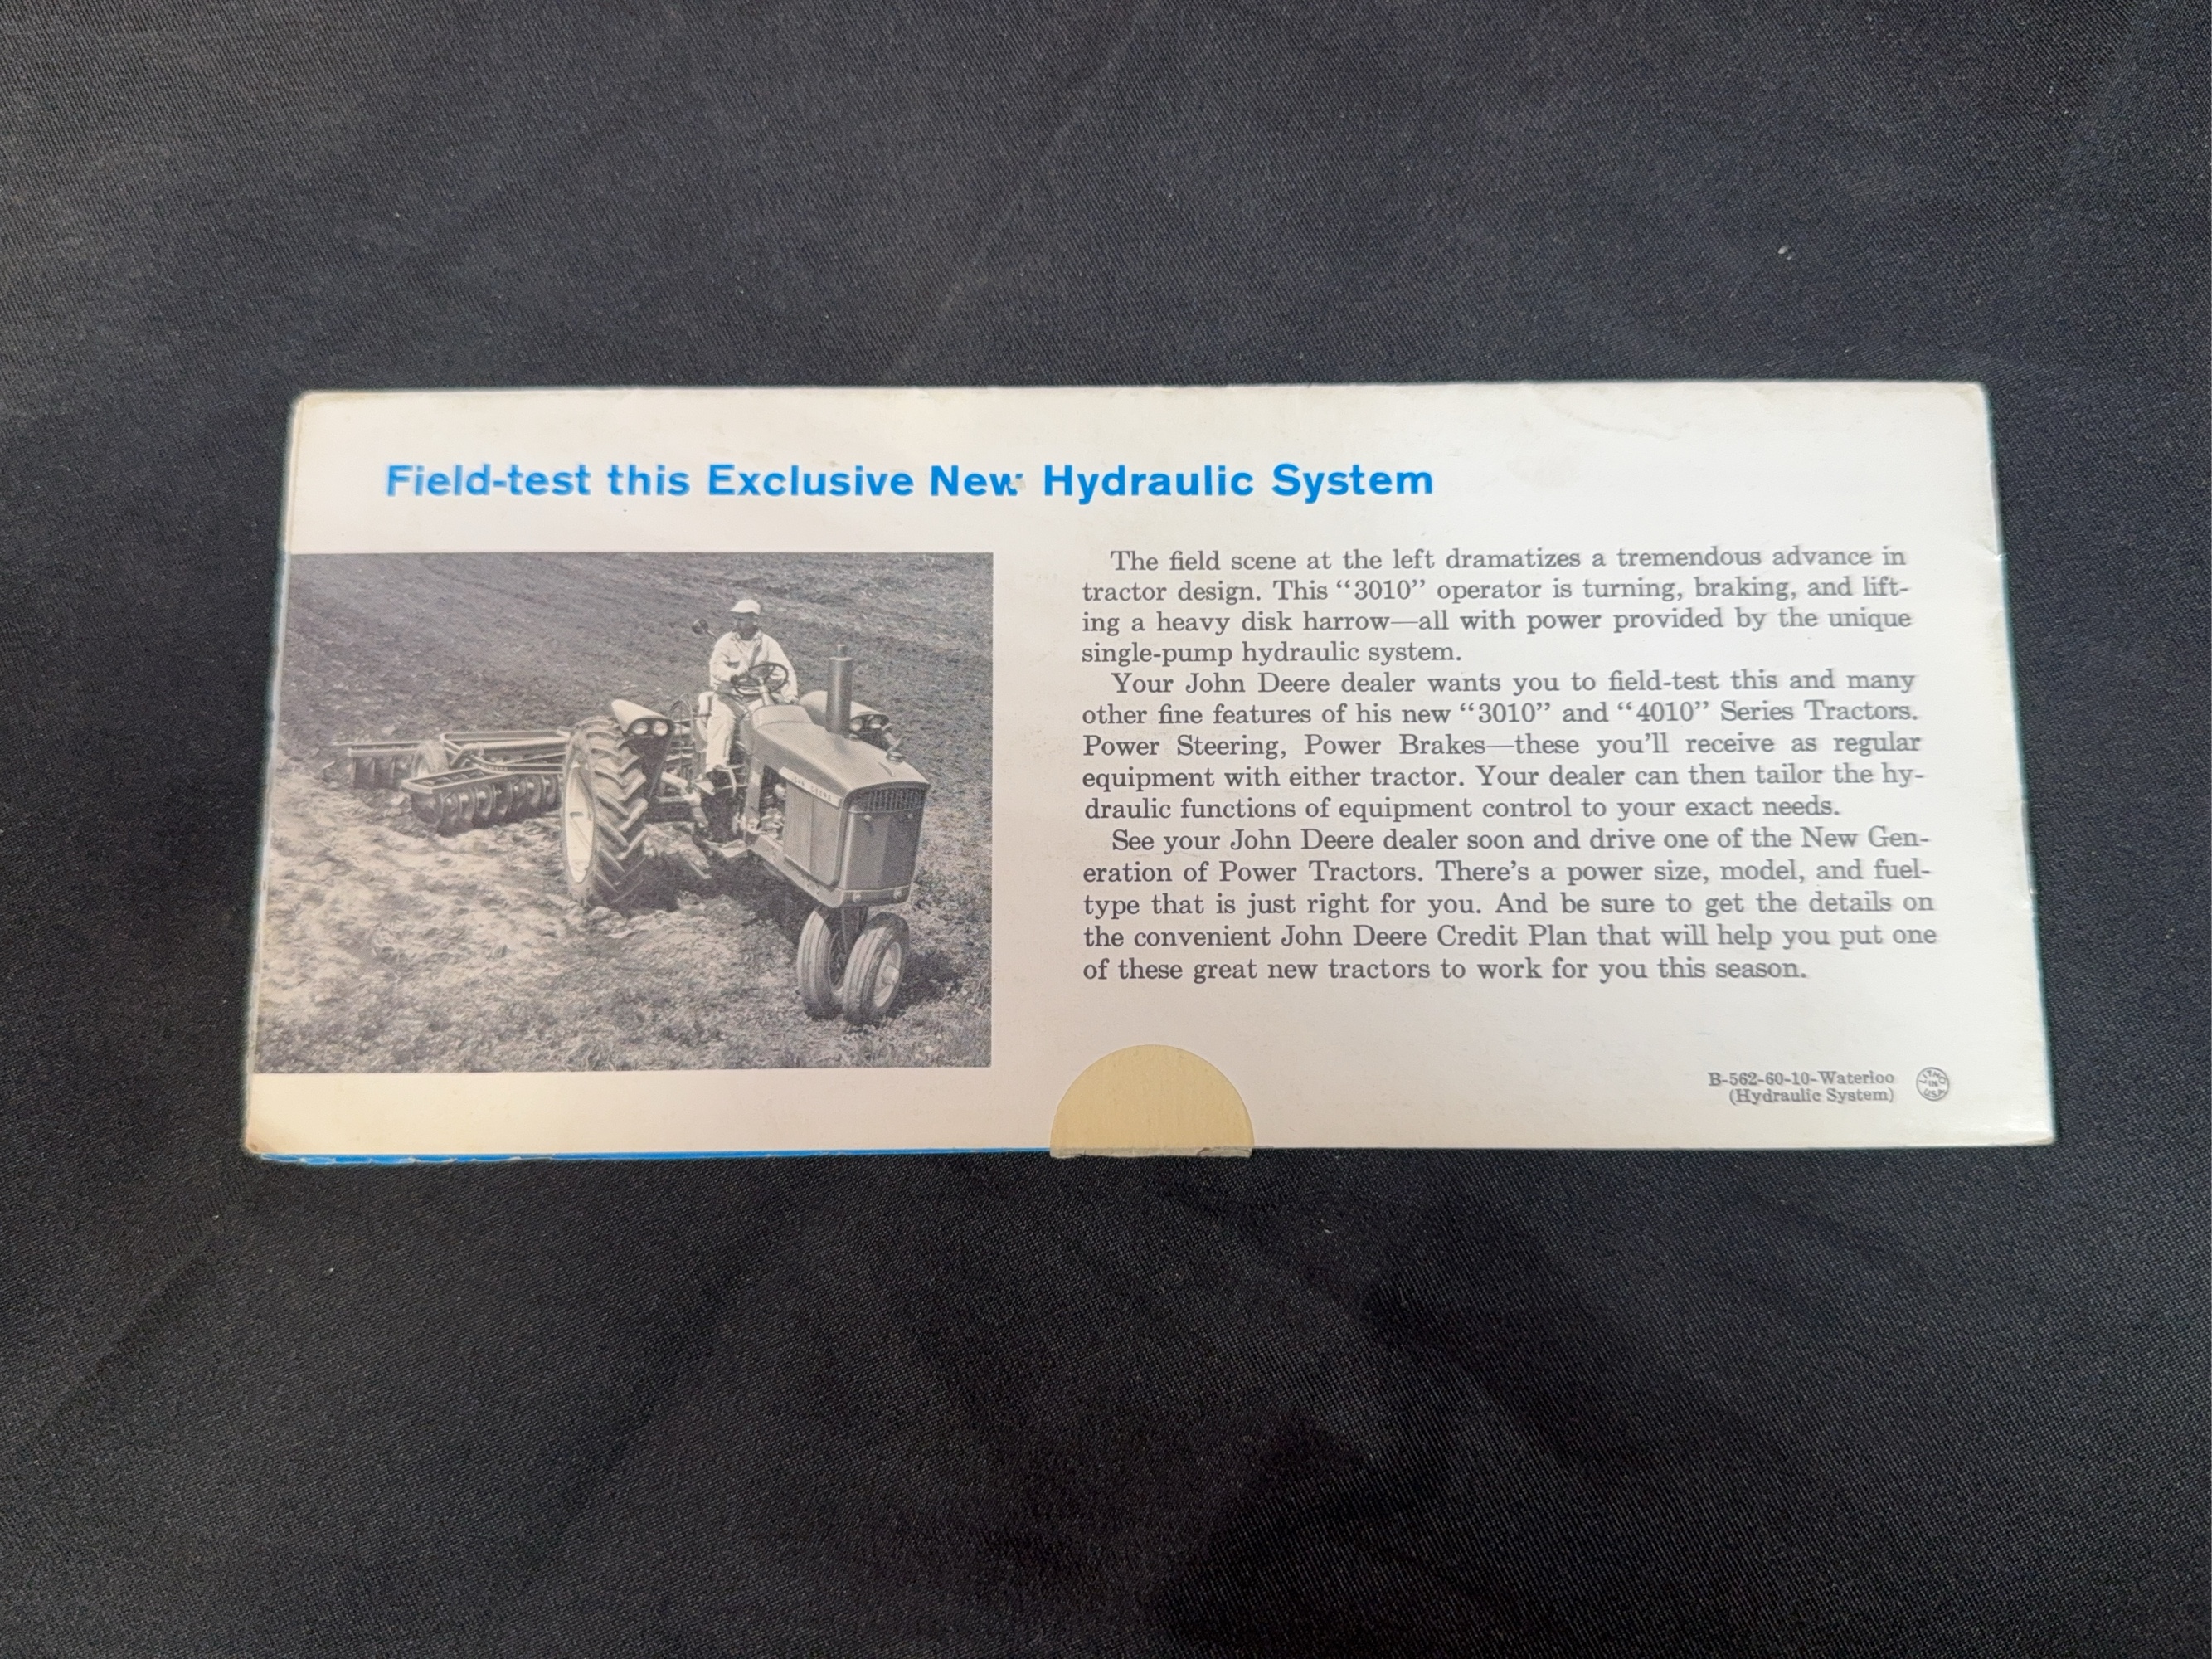 Field-test this Exclusive New Hydraulic System
The field scene at the left dramatizes a tremendous advance in
tractor design. This “3010” operator is turning, braking, and lift-
ing a heavy disk harrow—all with power provided by the unique
single-pump hydraulic system.
Your John Deere dealer wants you to field-test this and many
other fine features of his new “3010” and “4010” Series Tractors.
Power Steering, Power Brakes—these you’ll receive as regular
equipment with either tractor. Your dealer can then tailor the hy-
draulic functions of equipment control to your exact needs.
See your John Deere dealer soon and drive one of the New Gen-
eration of Power Tractors. There’s a power size, model, and fuel-
type that is just right for you. And be sure to get the details on
the convenient John Deere Credit Plan that will help you put one
of these great new tractors to work for you this season.
B-562-60-10-Waterloo
(Hydraulic System)
LITHO
IN
USA